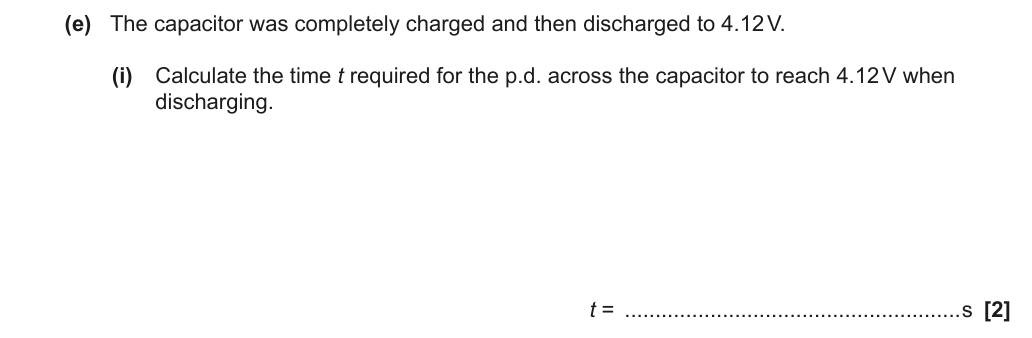 (e) The capacitor was completely charged and then discharged to 4.12 V.
(i) Calculate the time t required for the p.d. across the capacitor to reach 4.12 V when
discharging.
t = ........................................................s [2]